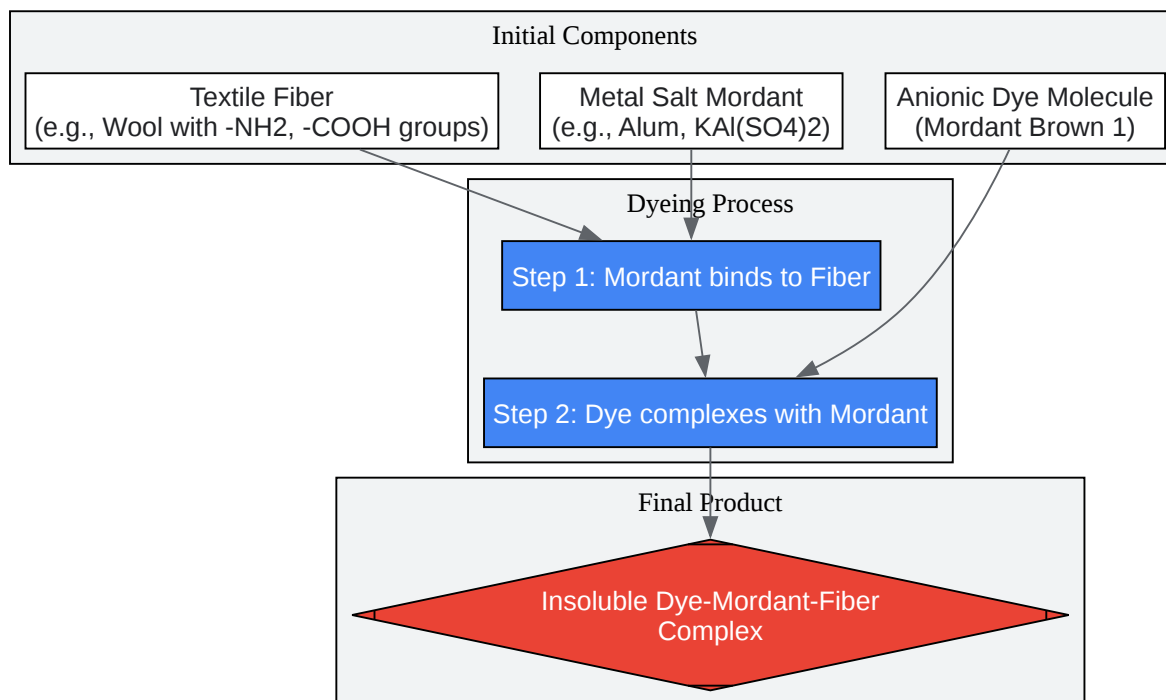 Initial Components
Textile Fiber
(e.g., Wool with -NH2, -COOH groups)
Metal Salt Mordant
(e.g., Alum, KAl(SO4)2)
Anionic Dye Molecule
(Mordant Brown 1)
Dyeing Process
Step 1: Mordant binds to Fiber
Step 2: Dye complexes with Mordant
Final Product
Insoluble Dye-Mordant-Fiber
Complex